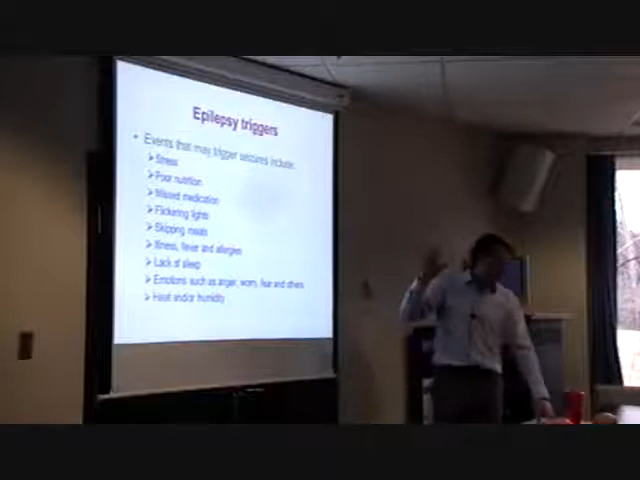 Epilepsy triggers
• Events that may trigger seizures include:
➢ Stress
➢ Poor nutrition
➢ Missed medication
➢ Flickering lights
➢ Skipping meals
➢ Illness, fever and allergies
➢ Lack of sleep
➢ Emotions such as anger, worry, fear and others
➢ Heat and/or humidity